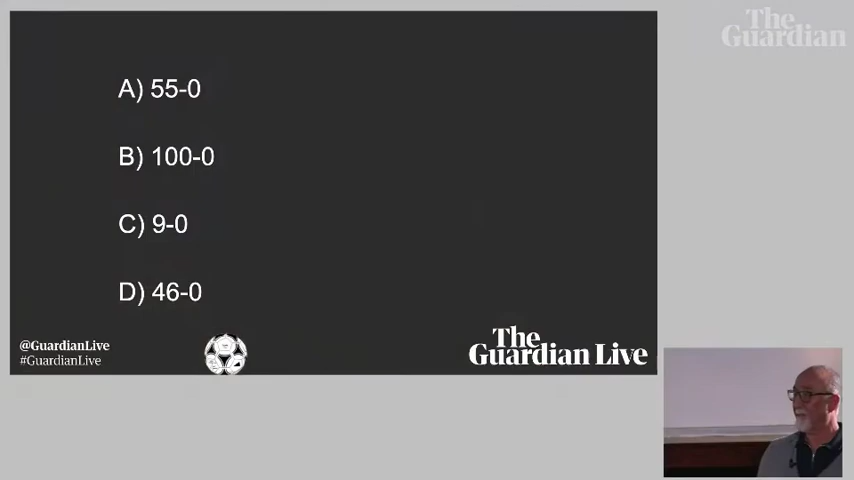 The
Guardian
A) 55-0
B) 100-0
C) 9-0
D) 46-0
@GuardianLive
#GuardianLive
The
Guardian Live